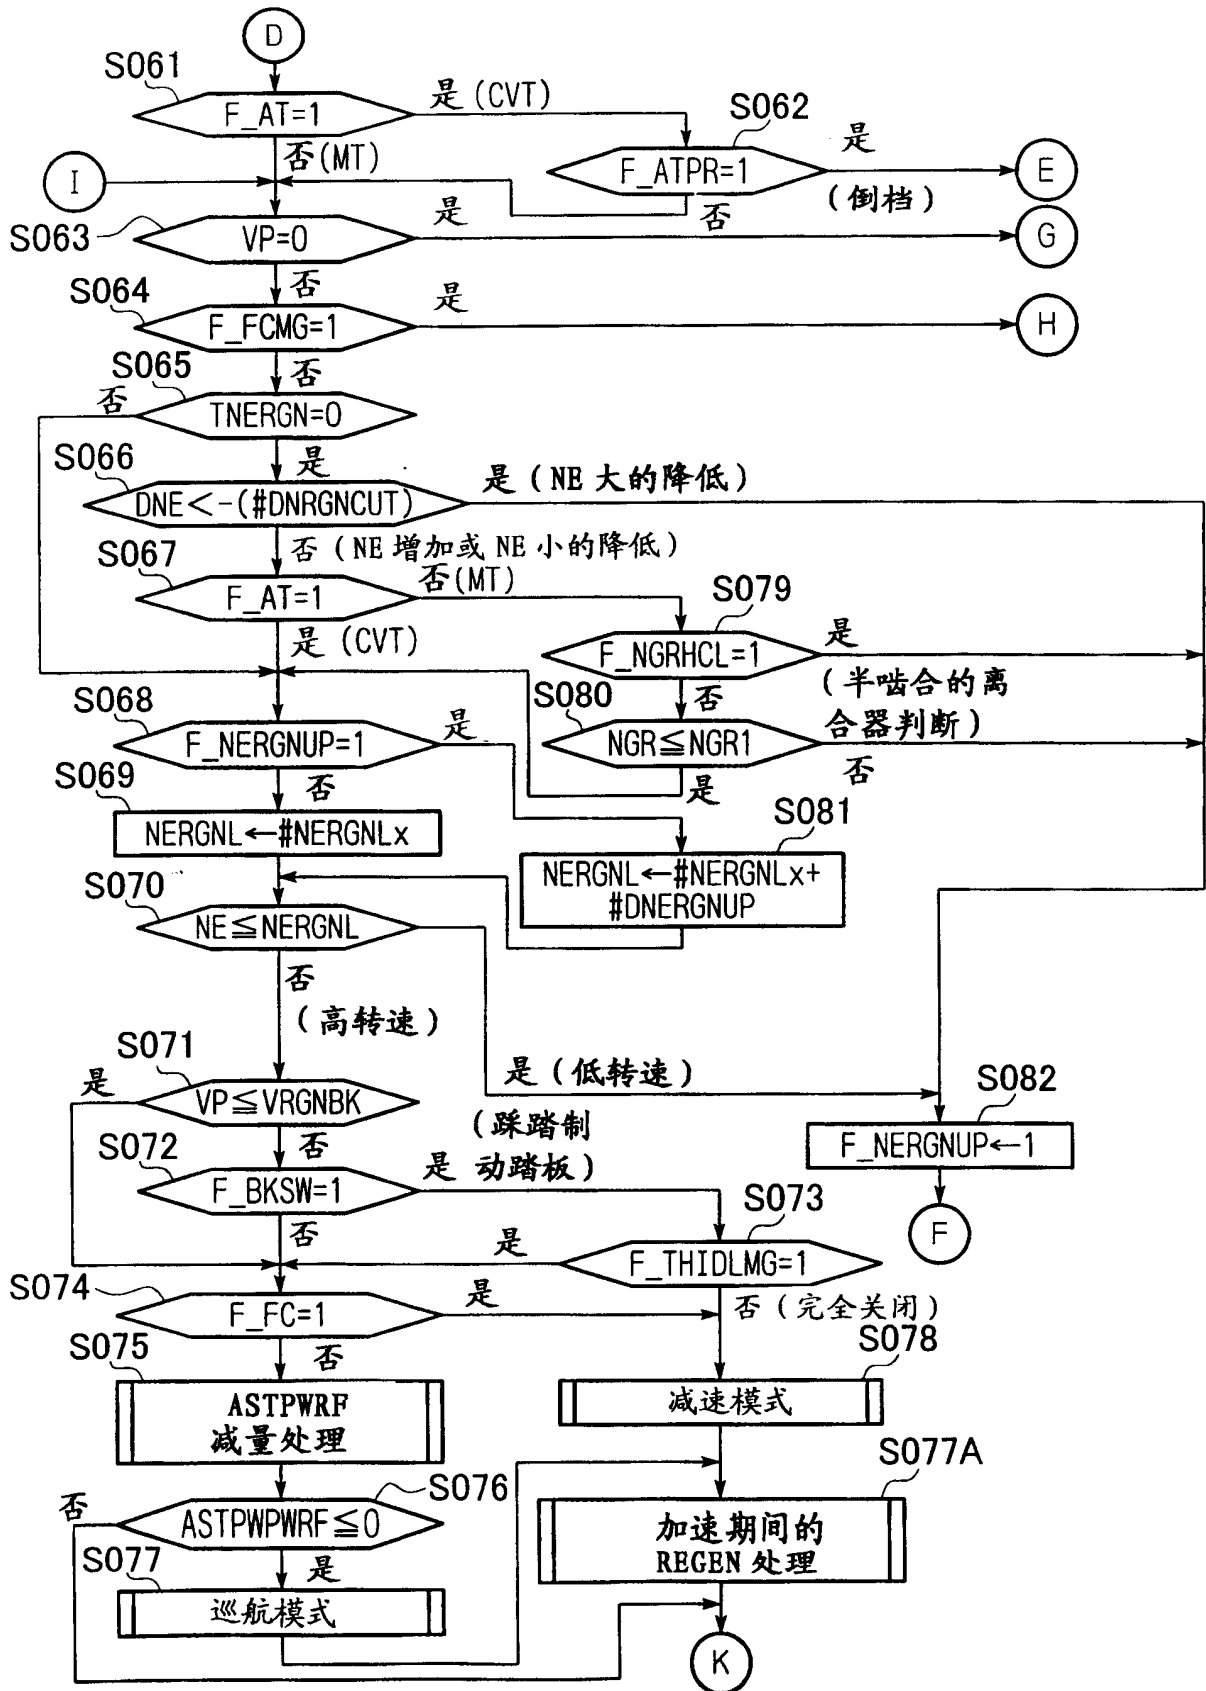 D
S061
F_AT=1
是(CVT)
S062
否(MT)
F_ATPR=1
是
(倒档)
E
I
否
S063
VP=0
是
G
否
S064
F_FCMG=1
是
H
否
S065
TNERGN=0
否
是
S066
DNE<-(#DNRGNCUT)
是(NE 大的降低)
否(NE 增加或 NE 小的降低)
S067
F_AT=1
否(MT)
是(CVT)
S079
F_NGRHCL=1
是
(半啮合的离
合器判断)
否
S080
NGR≦NGR1
否
是
S068
F_NERGNUP=1
是
否
S069
NERGNL←#NERGNLx
S081
NERGNL←#NERGNLx+
#DNERGNUP
S070
NE≦NERGNL
否
(高转速)
是(低转速)
S071
VP≦VRGNBK
是
否
S082
F_NERGNUP←1
F
S072
F_BKSW=1
(踩踏制
是 动踏板)
否
S073
F_THIDLMG=1
是
否(完全关闭)
S074
F_FC=1
是
否
S075
ASTPWRF
减量处理
S078
减速模式
S076
ASTPWPWRF≦0
否
是
S077A
加速期间的
REGEN 处理
S077
巡航模式
K